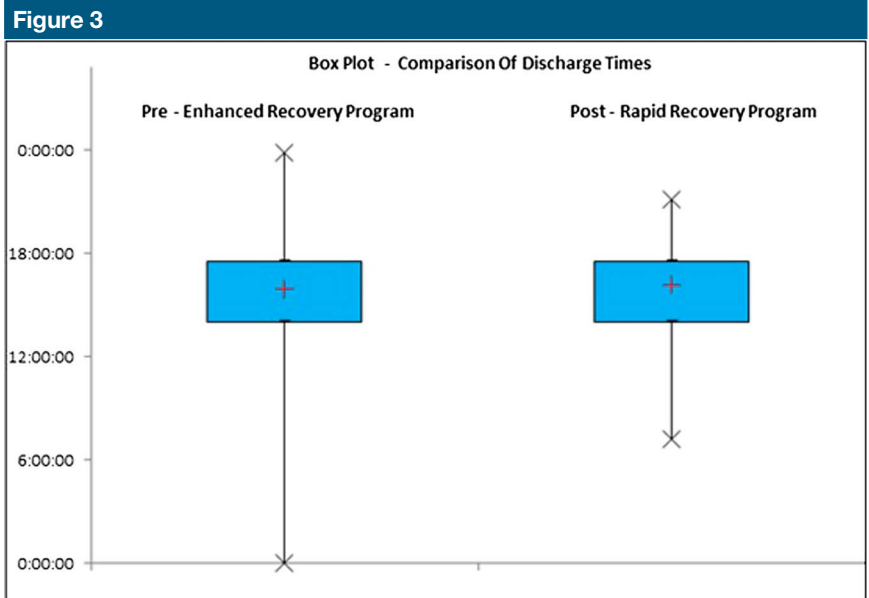 Figure 3
Box Plot - Comparison Of Discharge Times
Pre - Enhanced Recovery Program
Post - Rapid Recovery Program
0:00:00
18:00:00
12:00:00
6:00:00
0:00:00